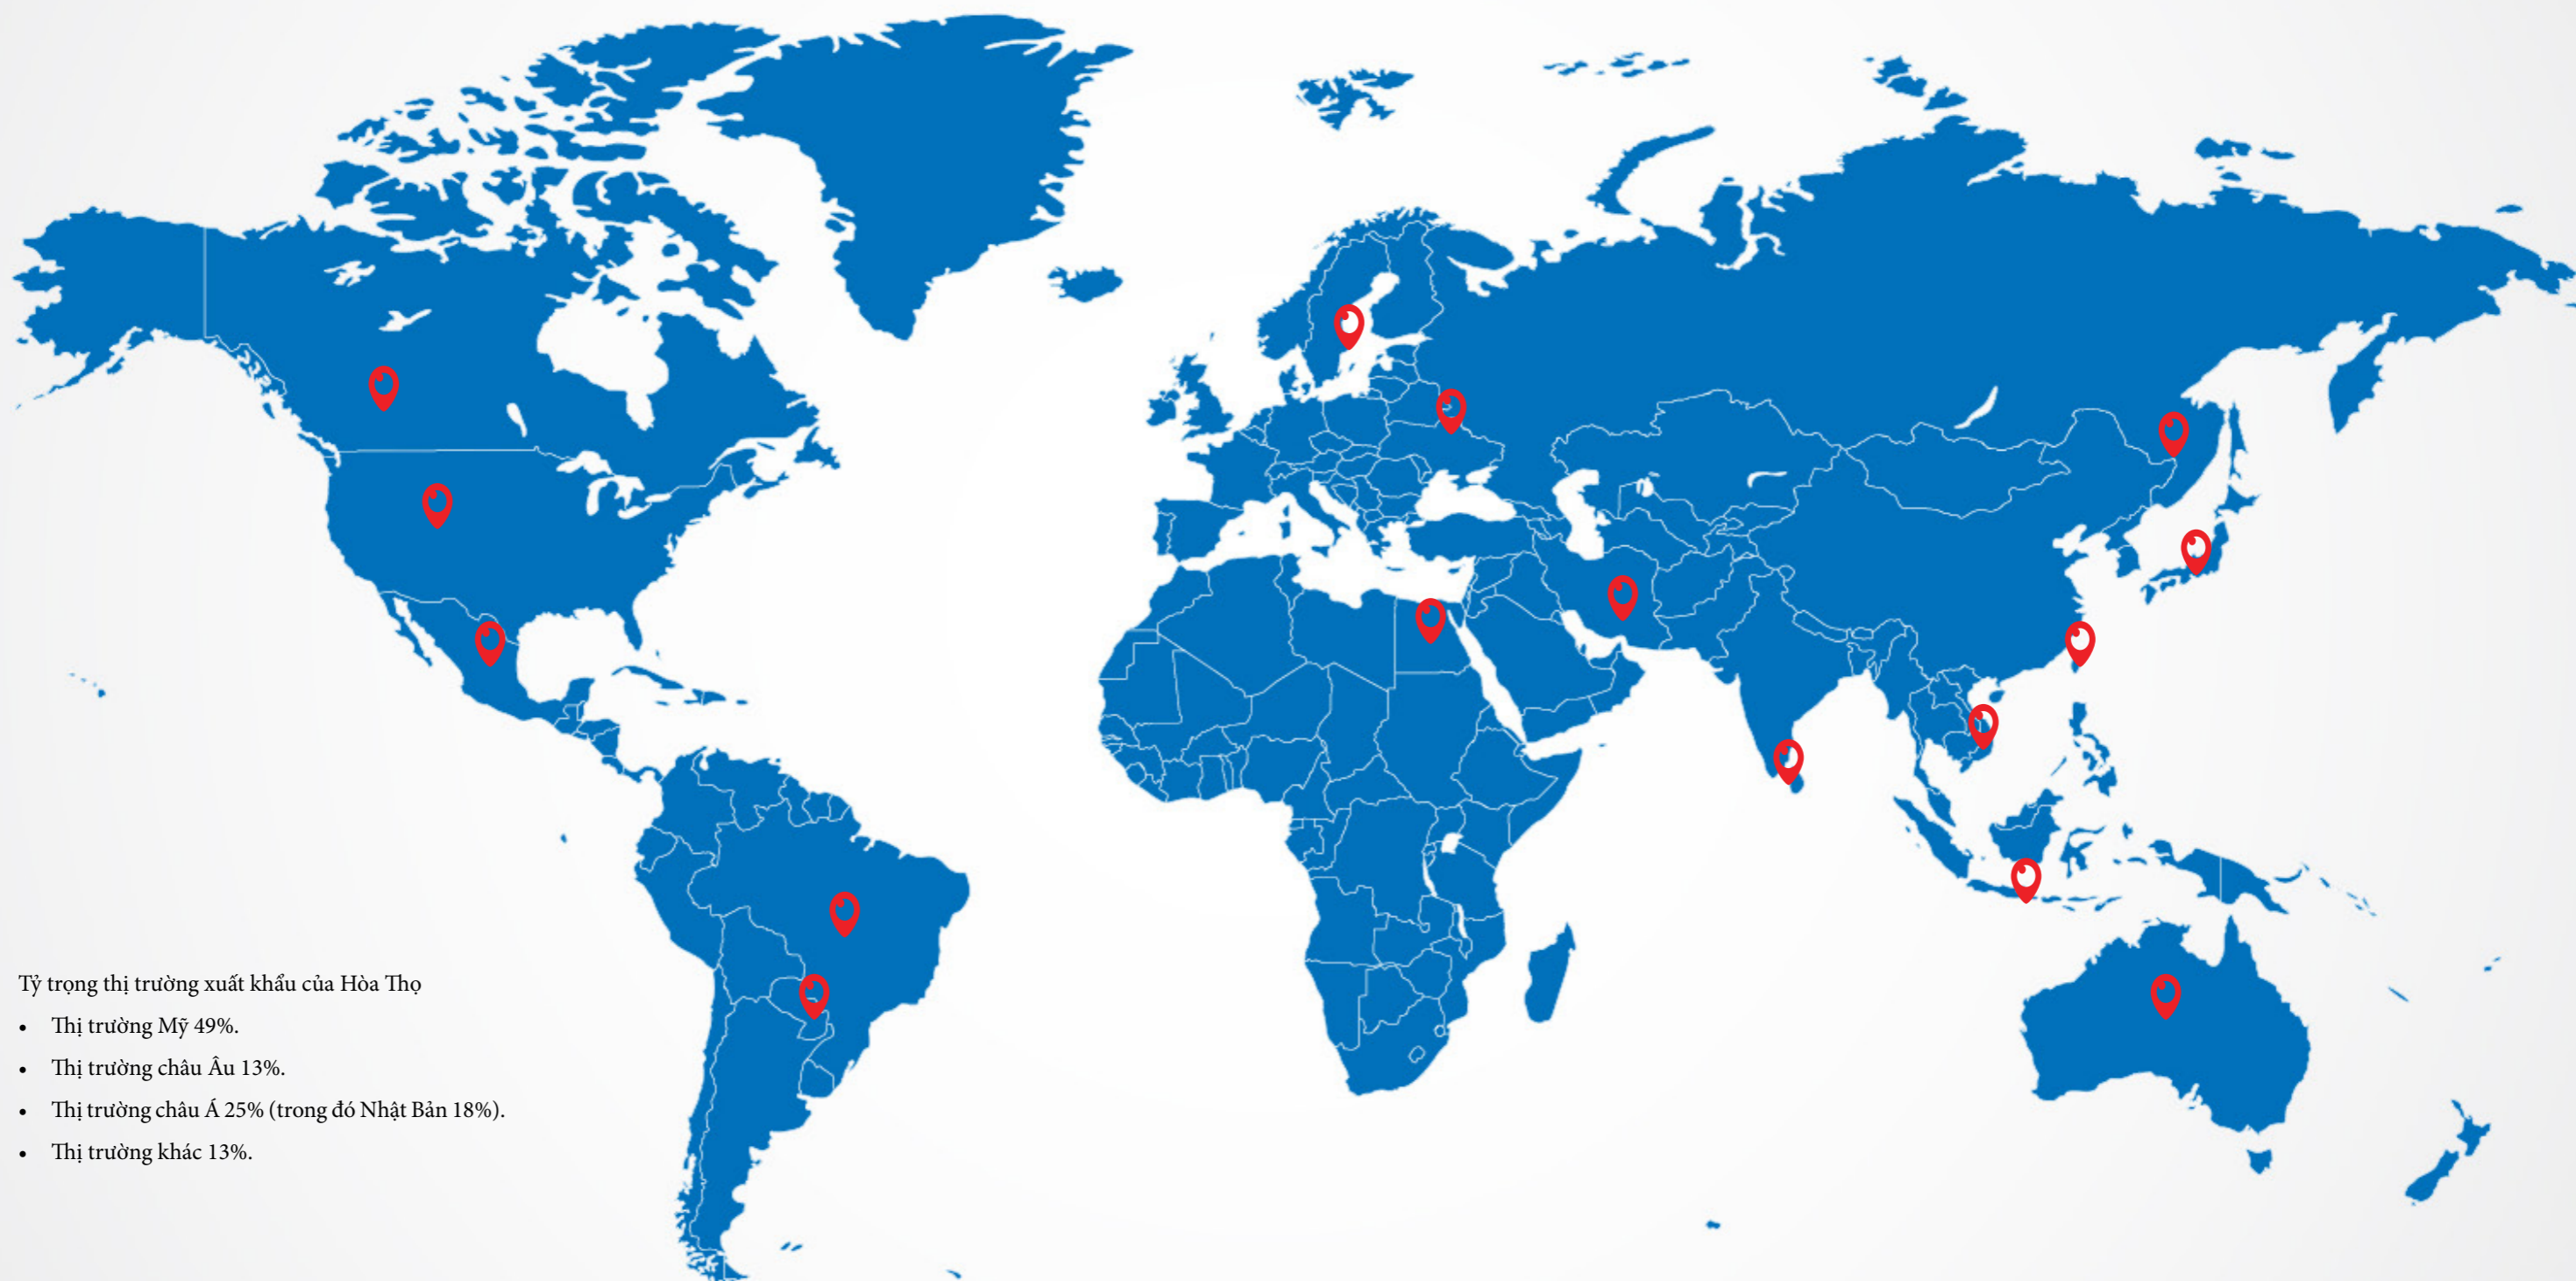 Tỷ trọng thị trường xuất khẩu của Hòa Thọ
• Thị trường Mỹ 49%.
• Thị trường châu Âu 13%.
• Thị trường châu Á 25% (trong đó Nhật Bản 18%).
• Thị trường khác 13%.